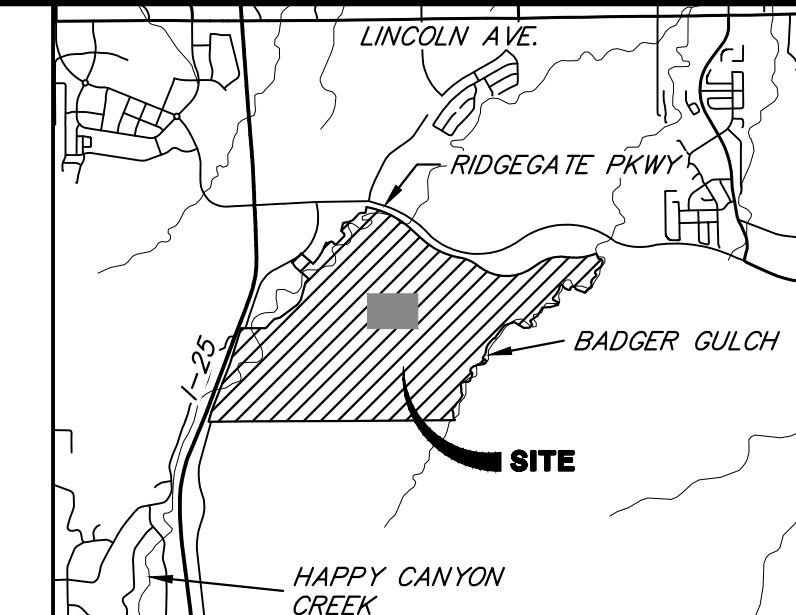 LINCOLN AVE.
RIDGEGATE PKWY
I-25
BADGER GULCH
SITE
HAPPY CANYON
CREEK